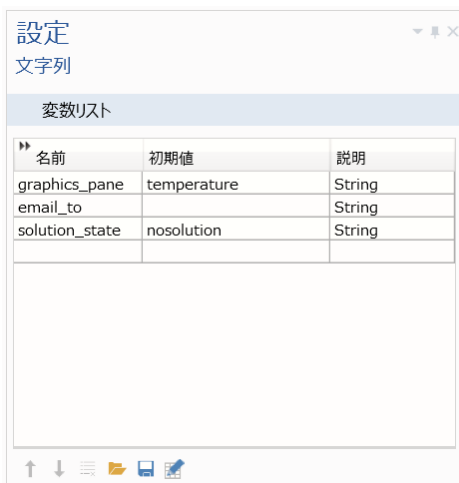 設定
文字列
変数リスト
名前 初期値 説明
graphics_pane temperature String
email_to String
solution_state nosolution String